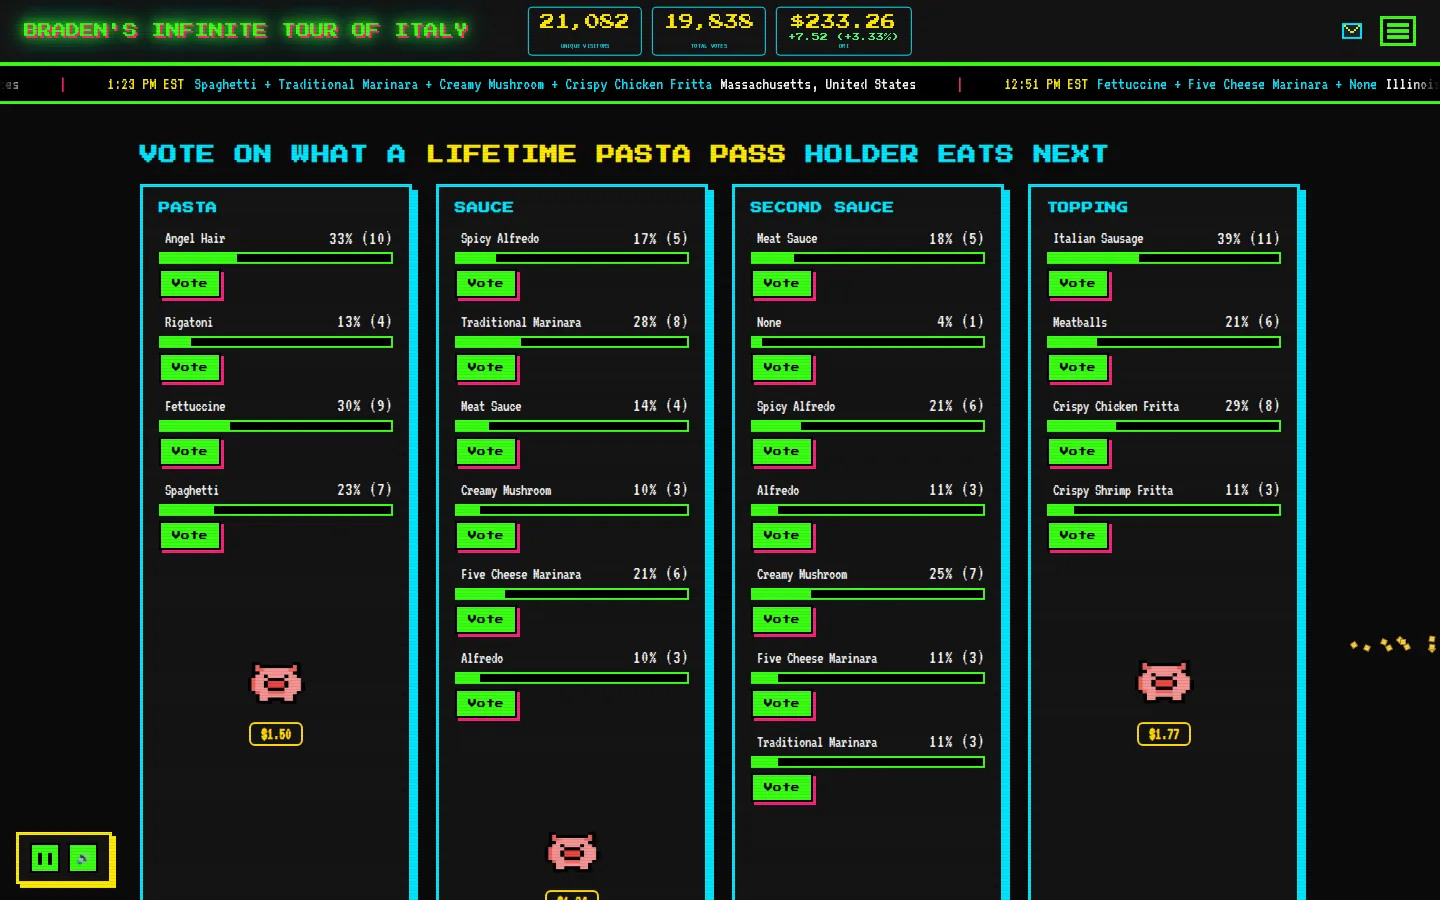 BRADEN'S INFINITE TOUR OF ITALY
21,082
UNIQUE VISITORS
19,838
TOTAL VOTES
$233.26
+7.52 (+3.33%)
1:23 PM EST Spaghetti + Traditional Marinara + Creamy Mushroom + Crispy Chicken Fritta Massachusetts, United States | 12:51 PM EST Fettuccine + Five Cheese Marinara + None
VOTE ON WHAT A LIFETIME PASTA PASS HOLDER EATS NEXT
PASTA
Angel Hair 33% (10)
Vote
Rigatoni 13% (4)
Vote
Fettuccine 30% (9)
Vote
Spaghetti 23% (7)
Vote
$1.50
SAUCE
Spicy Alfredo 17% (5)
Vote
Traditional Marinara 28% (8)
Vote
Meat Sauce 14% (4)
Vote
Creamy Mushroom 10% (3)
Vote
Five Cheese Marinara 21% (6)
Vote
Alfredo 10% (3)
Vote
SECOND SAUCE
Meat Sauce 18% (5)
Vote
None 4% (1)
Vote
Spicy Alfredo 21% (6)
Vote
Alfredo 11% (3)
Vote
Creamy Mushroom 25% (7)
Vote
Five Cheese Marinara 11% (3)
Vote
Traditional Marinara 11% (3)
Vote
TOPPING
Italian Sausage 39% (11)
Vote
Meatballs 21% (6)
Vote
Crispy Chicken Fritta 29% (8)
Vote
Crispy Shrimp Fritta 11% (3)
Vote
$1.77